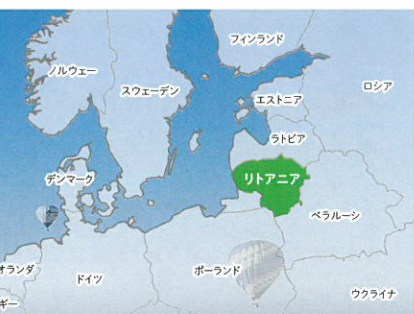 フィンランド
ノルウェー
スウェーデン
ロシア
エストニア
ラトビア
デンマーク
リトアニア
ベラルーシ
オランダ
ドイツ
ポーランド
ウクライナ
ギー